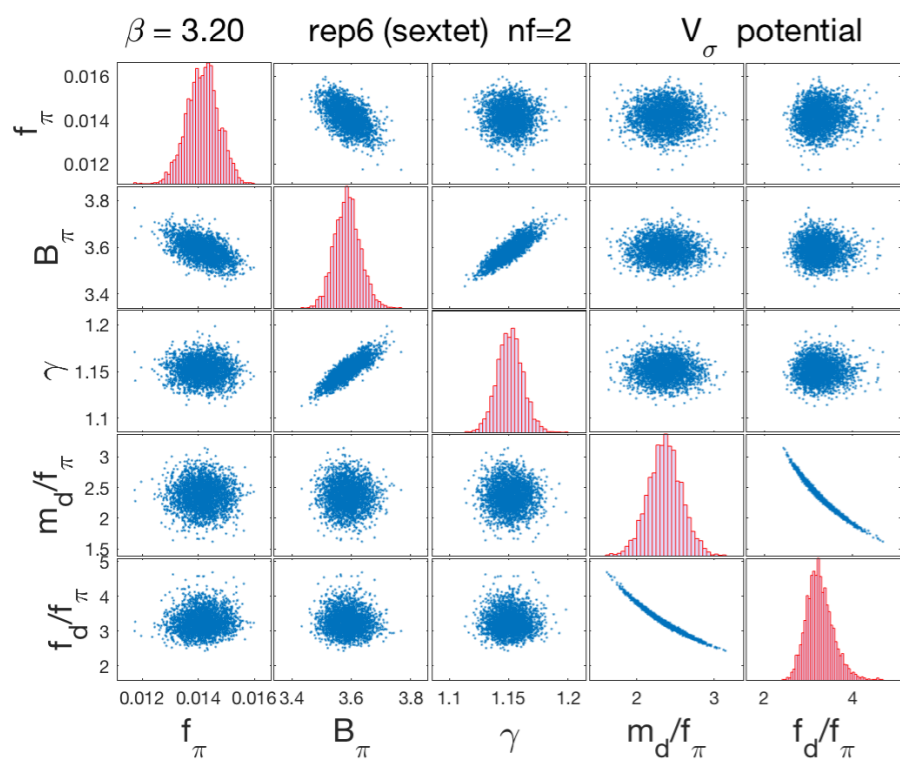 β = 3.20 rep6 (sextet) nf=2 V_σ potential
f_π 0.016 0.014 0.012
B_π 3.8 3.6 3.4
γ 1.2 1.15 1.1
m_d/f_π 3 2.5 2 1.5
f_d/f_π 5 4 3 2
0.012 0.014 0.016 3.4 3.6 3.8 1.1 1.15 1.2 2 3 2 4
f_π B_π γ m_d/f_π f_d/f_π